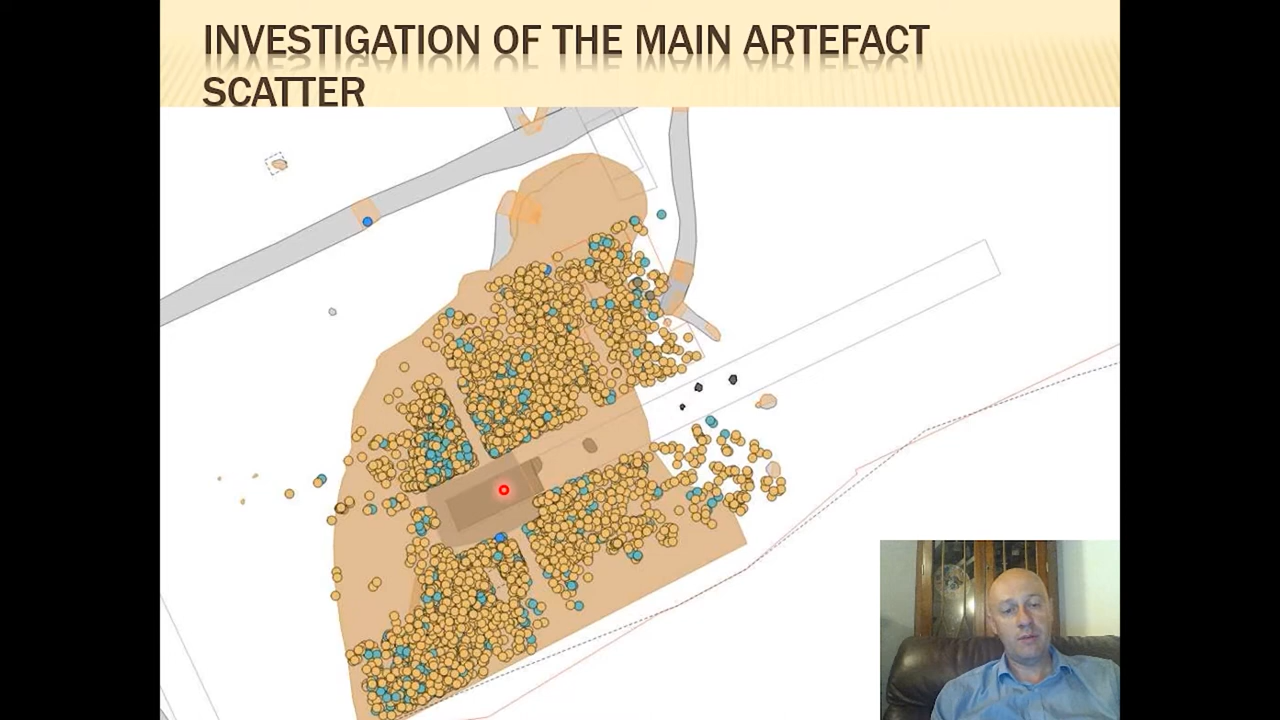 INVESTIGATION OF THE MAIN ARTEFACT
SCATTER